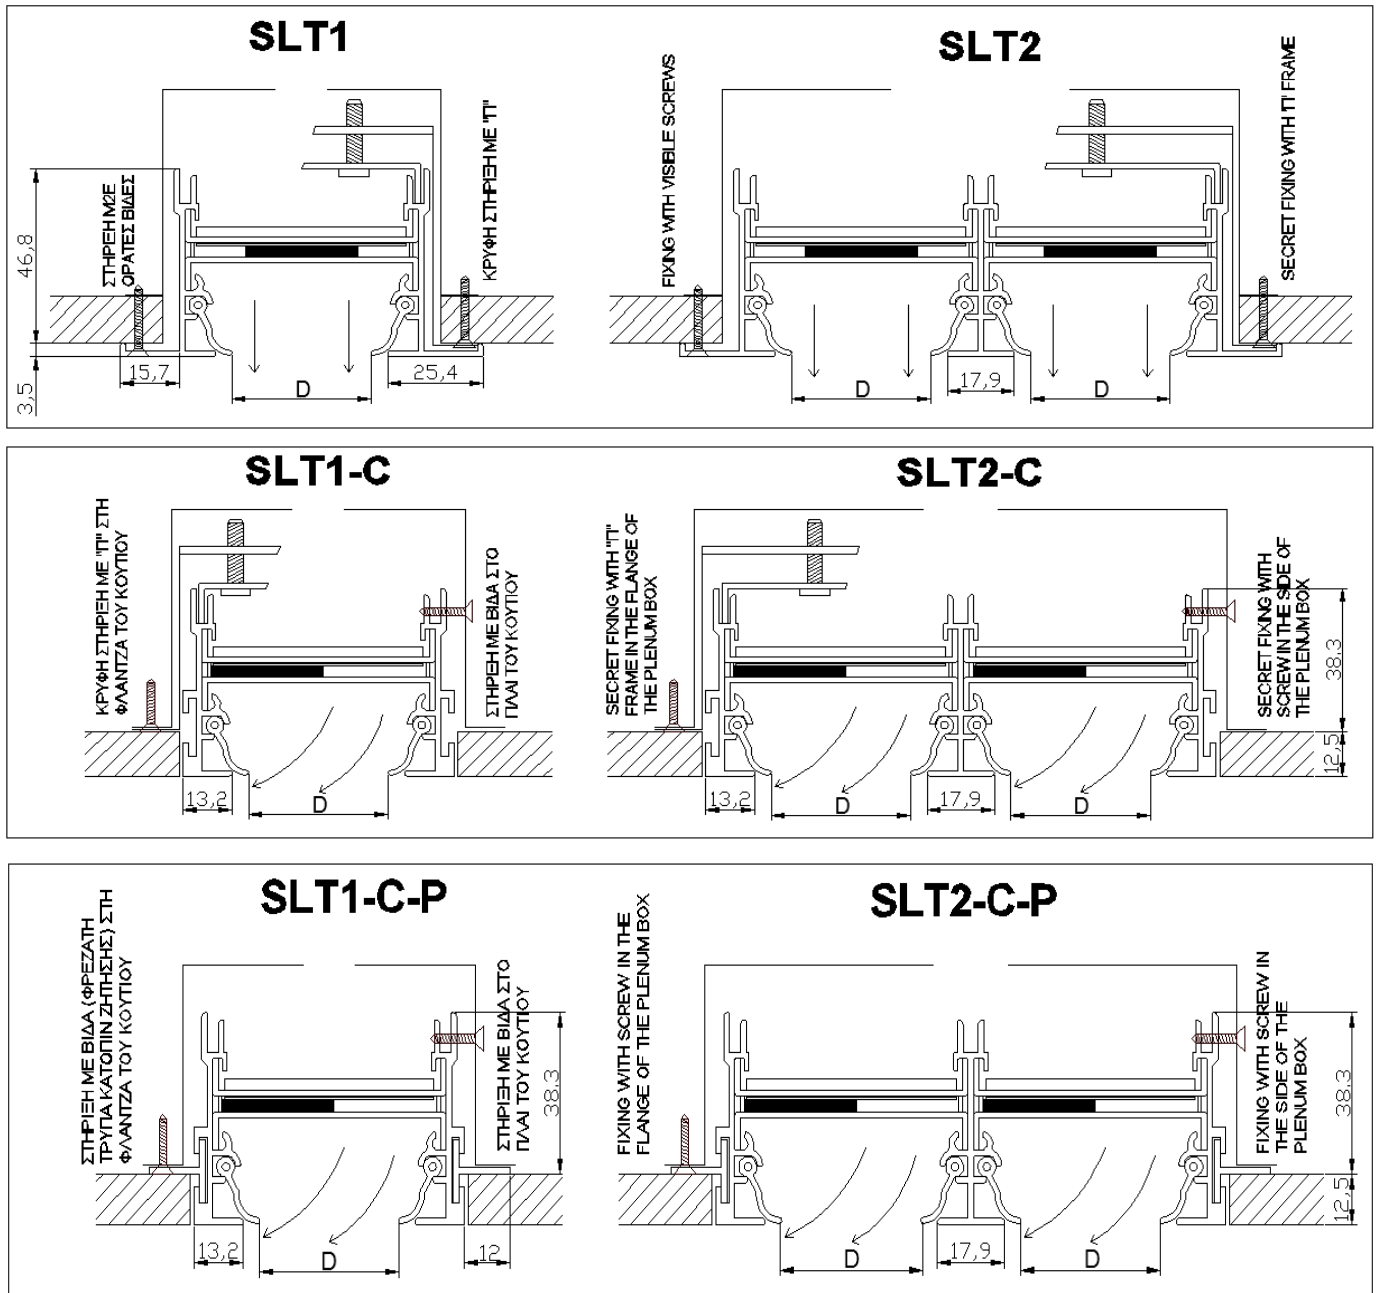 SLT1
SLT2
ΣΤΗΡΙΞΗ Μ2Ε
ΟΡΑΤΕΣ ΒΙΔΕΣ
ΚΡΥΦΗ ΣΤΗΡΙΞΗ ΜΕ "Π"
FIXING WITH VISIBLE SCREWS
SECRET FIXING WITH 'Π' FRAME
46,8
3,5
15,7
D
25,4
D
17,9
D
SLT1-C
SLT2-C
ΚΡΥΦΗ ΣΤΗΡΙΞΗ ΜΕ "Π" ΣΤΗ
ΦΛΑΝΤΖΑ ΤΟΥ ΚΟΥΤΙΟΥ
ΣΤΗΡΙΞΗ ΜΕ ΒΙΔΑ ΣΤΟ
ΠΛΑΙ ΤΟΥ ΚΟΥΤΙΟΥ
SECRET FIXING WITH "Π"
FRAME IN THE FLANGE OF
THE PLENUM BOX
SECRET FIXING WITH
SCREW IN THE SIDE OF
THE PLENUM BOX
38,3
12,5
13,2
D
13,2
D
17,9
D
SLT1-C-P
SLT2-C-P
ΣΤΗΡΙΞΗ ΜΕ ΒΙΔΑ (ΦΡΕΖΑΤΗ
ΤΡΥΠΑ ΚΑΤΟΠΙΝ ΖΗΤΗΣΗΣ) ΣΤΗ
ΦΛΑΝΤΖΑ ΤΟΥ ΚΟΥΤΙΟΥ
ΣΤΗΡΙΞΗ ΜΕ ΒΙΔΑ ΣΤΟ
ΠΛΑΙ ΤΟΥ ΚΟΥΤΙΟΥ
38,3
FIXING WITH SCREW IN THE
FLANGE OF THE PLENUM BOX
FIXING WITH SCREW IN
THE SIDE OF THE
PLENUM BOX
38,3
12,5
13,2
D
12
D
17,9
D